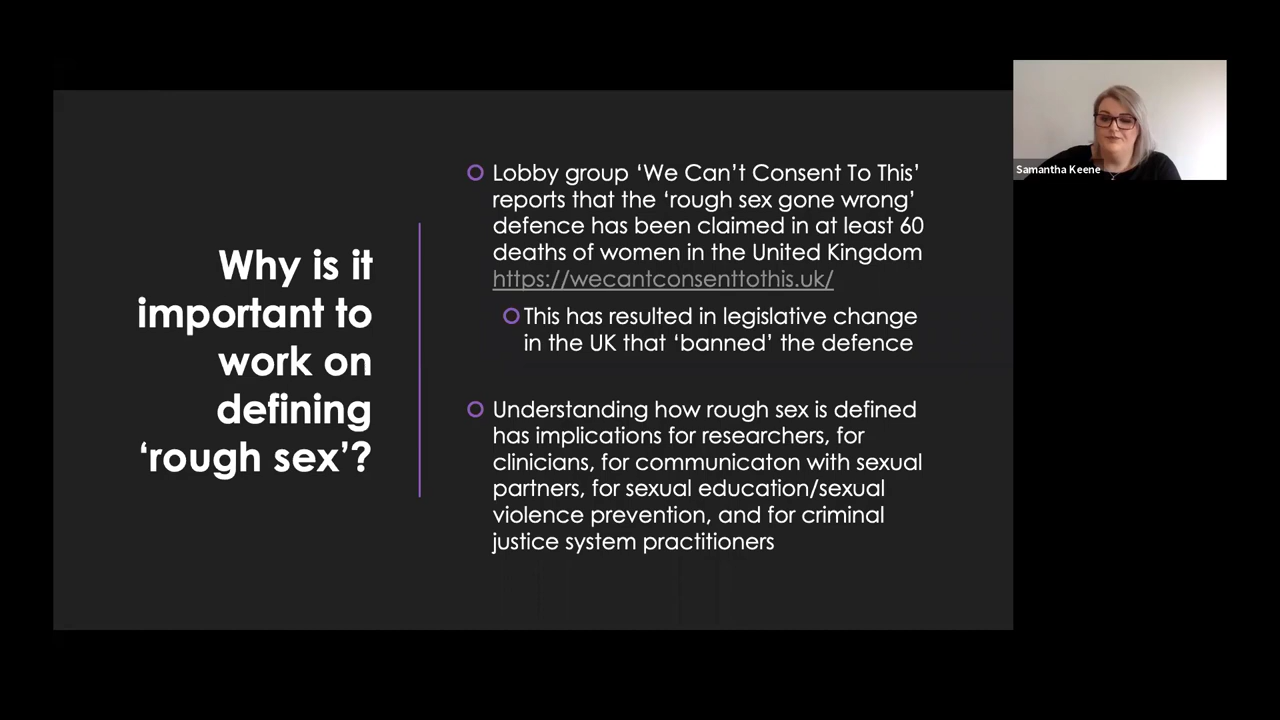 Why is it
important to
work on
defining
‘rough sex’?
Lobby group ‘We Can’t Consent To This’
reports that the ‘rough sex gone wrong’
defence has been claimed in at least 60
deaths of women in the United Kingdom
https://wecantconsenttothis.uk/
This has resulted in legislative change
in the UK that ‘banned’ the defence
Understanding how rough sex is defined
has implications for researchers, for
clinicians, for communicaton with sexual
partners, for sexual education/sexual
violence prevention, and for criminal
justice system practitioners
Samantha Keene